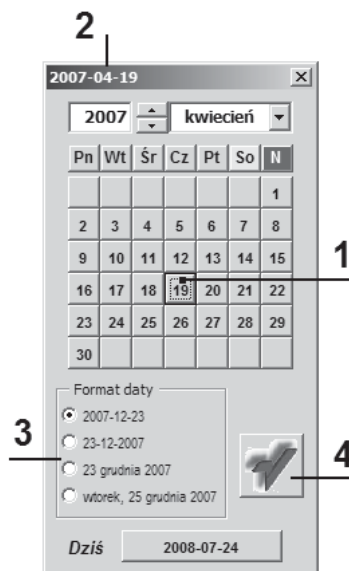 2
2007-04-19
2007 kwiecień
Pn Wt Śr Cz Pt So N
1
2 3 4 5 6 7 8
9 10 11 12 13 14 15
1
16 17 18 19 20 21 22
23 24 25 26 27 28 29
30
Format daty
2007-12-23
3
23-12-2007
23 grudnia 2007
4
wtorek, 25 grudnia 2007
Dziś 2008-07-24